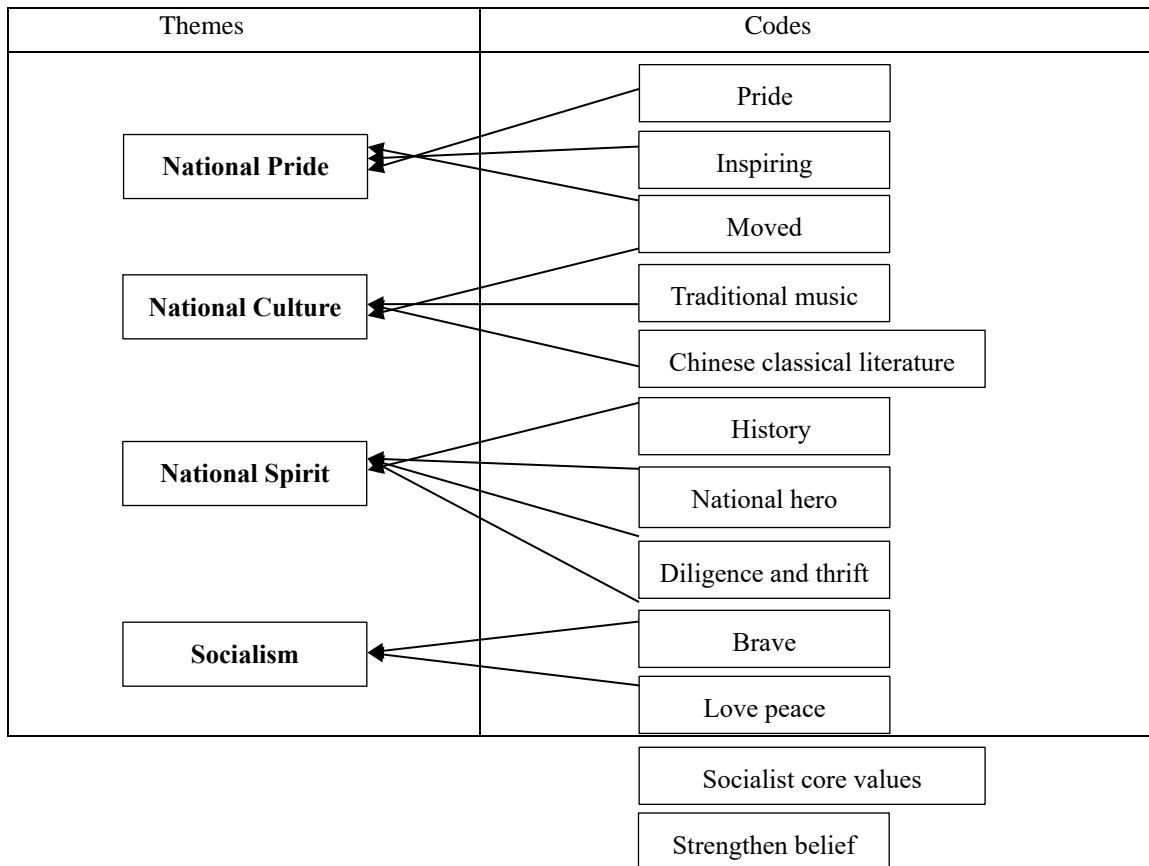 Themes
Codes
Pride
National Pride
Inspiring
Moved
National Culture
Traditional music
Chinese classical literature
History
National Spirit
National hero
Diligence and thrift
Socialism
Brave
Love peace
Socialist core values
Strengthen belief